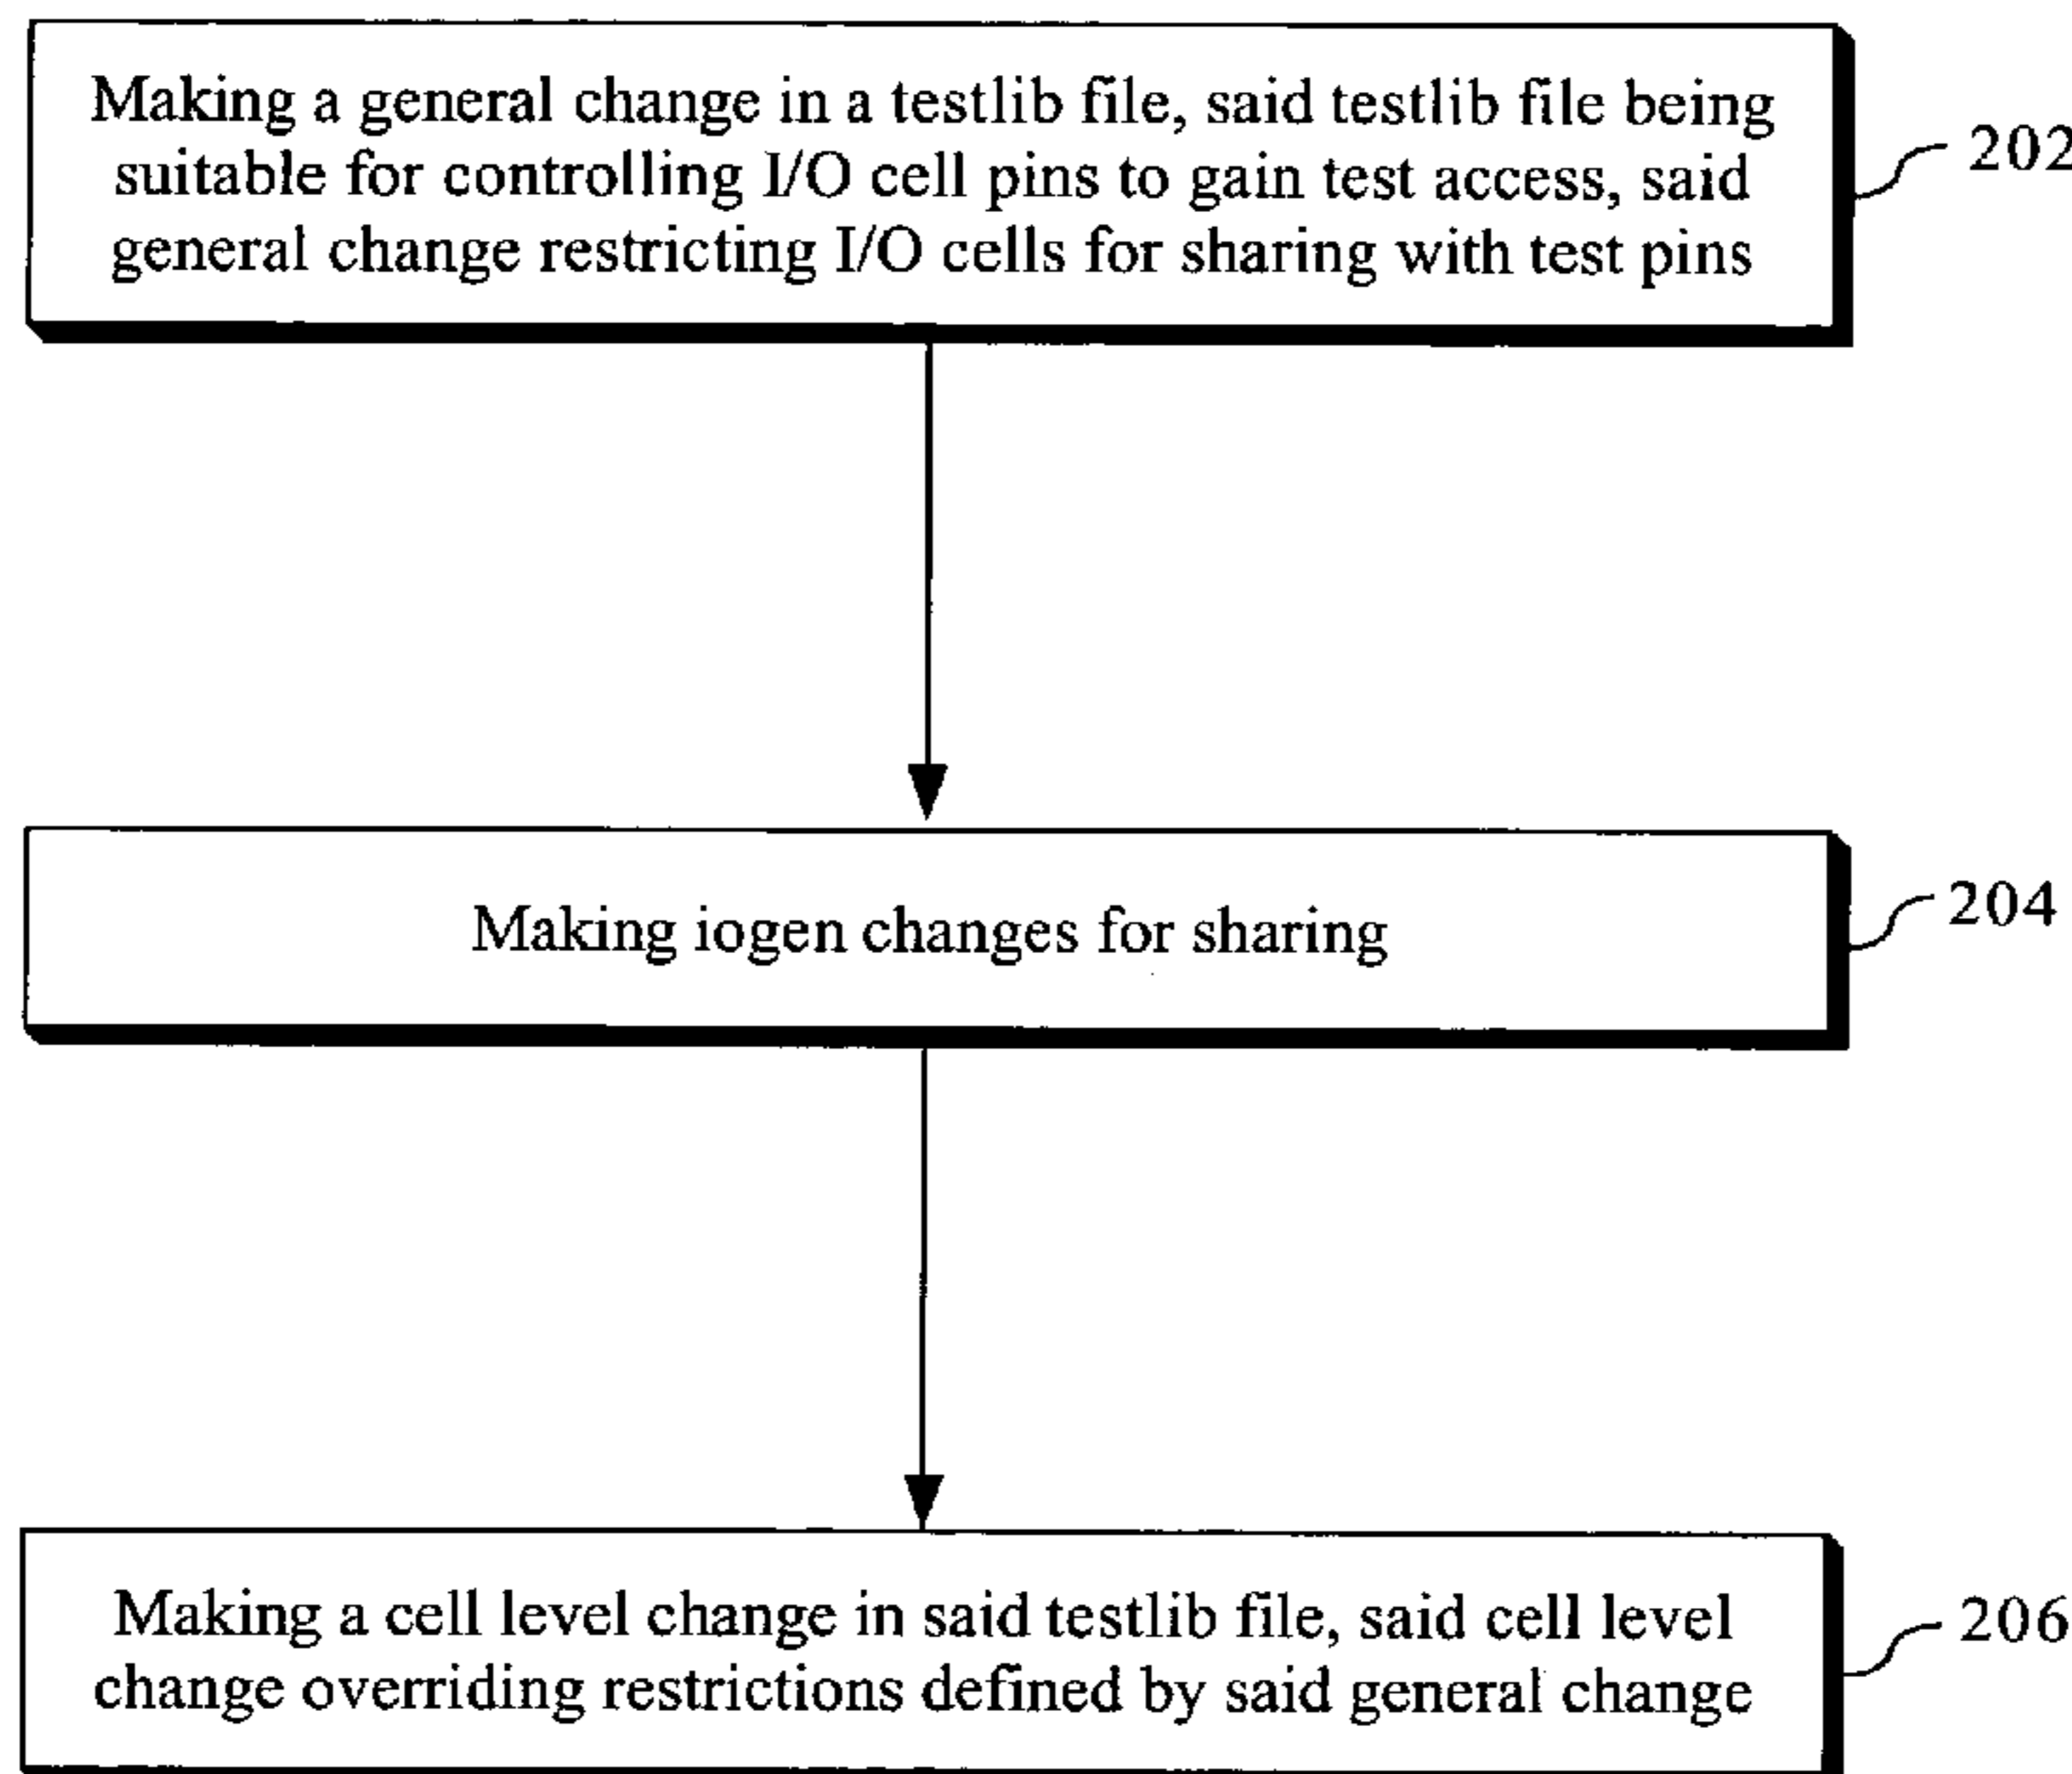 Making a general change in a testlib file, said testlib file being
suitable for controlling I/O cell pins to gain test access, said
general change restricting I/O cells for sharing with test pins
202
Making iogen changes for sharing
204
Making a cell level change in said testlib file, said cell level
change overriding restrictions defined by said general change
206